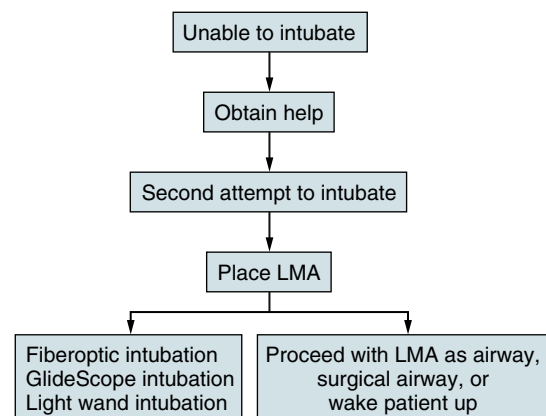 Unable to intubate
Obtain help
Second attempt to intubate
Place LMA
Fiberoptic intubation
GlideScope intubation
Light wand intubation
Proceed with LMA as airway,
surgical airway, or
wake patient up